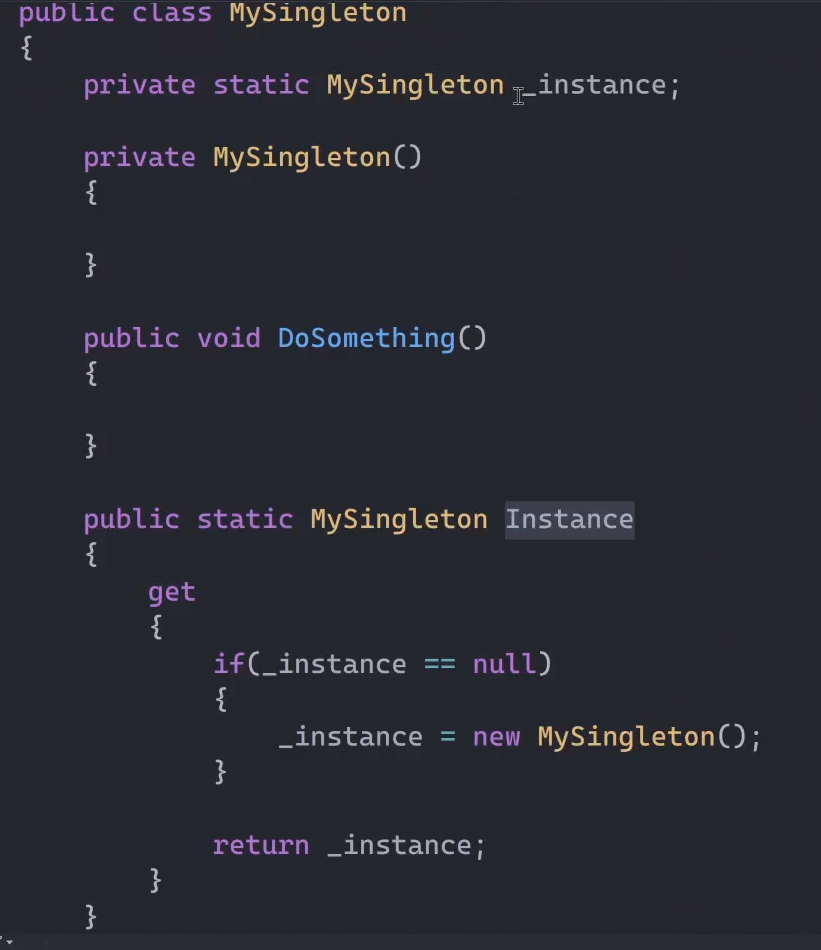 public class MySingleton
{
    private static MySingleton _instance;

    private MySingleton()
    {

    }

    public void DoSomething()
    {

    }

    public static MySingleton Instance
    {
        get
        {
            if(_instance == null)
            {
                _instance = new MySingleton();
            }

            return _instance;
        }
    }